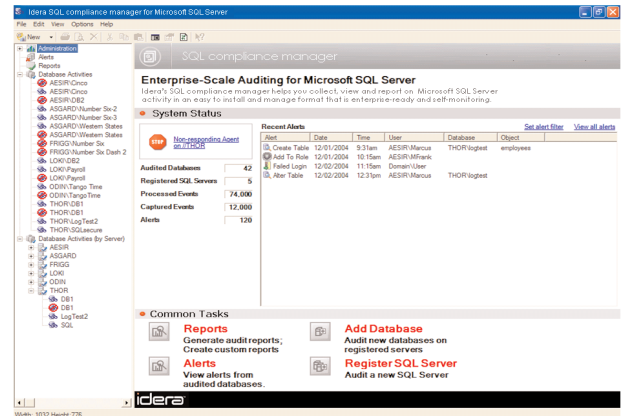 Idera SQL compliance manager for Microsoft SQL Server
File Edit View Options Help
New
Administration
Alerts
Reports
Database Activities
AESIR\Cinco
AESIR\Cinco
AESIR\DB2
ASGARD\Number Six-2
ASGARD\Number Six-3
ASGARD\Western States
ASGARD\Western States
FRIGG\Number Six
FRIGG\Number Six Dash 2
LOKI\DB2
LOKI\Payroll
LOKI\Payroll
ODIN\Tango Time
ODIN\TangoTime
THOR\DB1
THOR\DB1
THOR\LogTest2
THOR\SQLsecure
Database Activities (by Server)
AESIR
ASGARD
FRIGG
LOKI
ODIN
THOR
DB1
DB1
LogTest2
SQL
SQL compliance manager
Enterprise-Scale Auditing for Microsoft SQL Server
Idera's SQL compliance manager helps you collect, view and report on Microsoft SQL Server
activity in an easy to install and manage format that is enterprise-ready and self-monitoring.
System Status
STOP
Non-responding Agent
on //THOR
Audited Databases 42
Registered SQL Servers 5
Processed Events 74,000
Captured Events 12,000
Alerts 120
Recent Alerts Set alert filter View all alerts
Alert Date Time User Database Object
Create Table 12/01/2004 9:31am AESIR\Marcus THOR\logtest employees
Add To Role 12/01/2004 10:15am AESIR\MFrank
Failed Login 12/02/2004 11:15am Domain\User
Alter Table 12/02/2004 12:31pm AESIR\Marcus THOR\logtest
Common Tasks
Reports
Generate audit reports;
Create custom reports
Add Database
Audit new databases on
registered servers
Alerts
View alerts from
audited databases.
Register SQL Server
Audit a new SQL Server
idera
Width: 1032 Height: 776